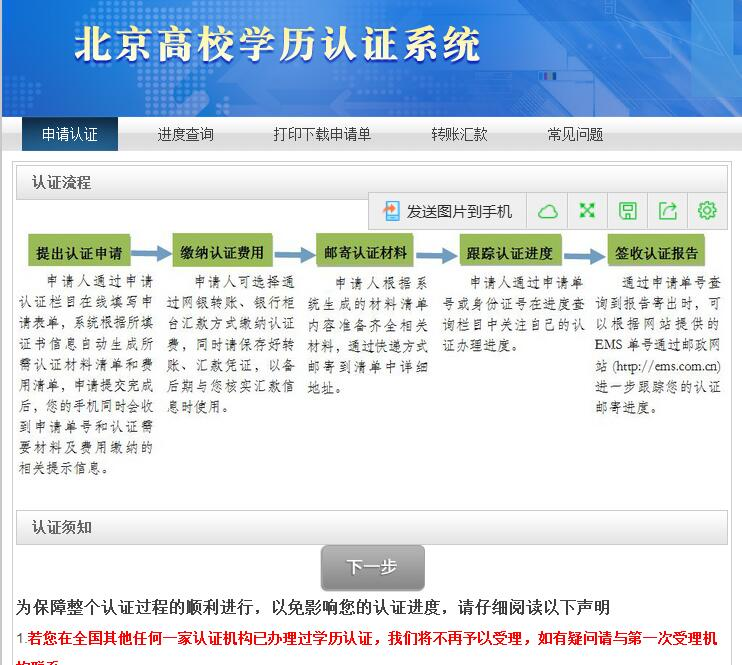 北京高校学历认证系统
申请认证
进度查询
打印下载申请单
转账汇款
常见问题
认证流程
发送图片到手机
提出认证申请
申请人通过申请
认证栏目在线填写申
请表单，系统根据所填
证书信息自动生成所
需认证材料清单和费
用清单，申请提交完成
后，您的手机同时会收
到申请单号和认证需
要材料及费用缴纳的
相关提示信息。
缴纳认证费用
申请人可选择通
过网银转账、银行柜
台汇款方式缴纳认证
费，同时请保存好转
账、汇款凭证，以备
后期与您核实汇款信
息时使用。
邮寄认证材料
申请人根据系
统生成的材料清单
内容准备齐全相关
材料，通过快递方式
邮寄到清单中详细
地址。
跟踪认证进度
申请人通过申请单
号或身份证号在进度查
询栏目中关注自己的认
证办理进度。
签收认证报告
通过申请单号查
询到报告寄出时，可
以根据网站提供的
EMS 单号通过邮政网
站 (http://ems.com.cn)
进一步跟踪您的认证
邮寄进度。
认证须知
下一步
为保障整个认证过程的顺利进行，以免影响您的认证进度，请仔细阅读以下声明
1.若您在全国其他任何一家认证机构已办理过学历认证，我们将不再予以受理，如有疑问请与第一次受理机